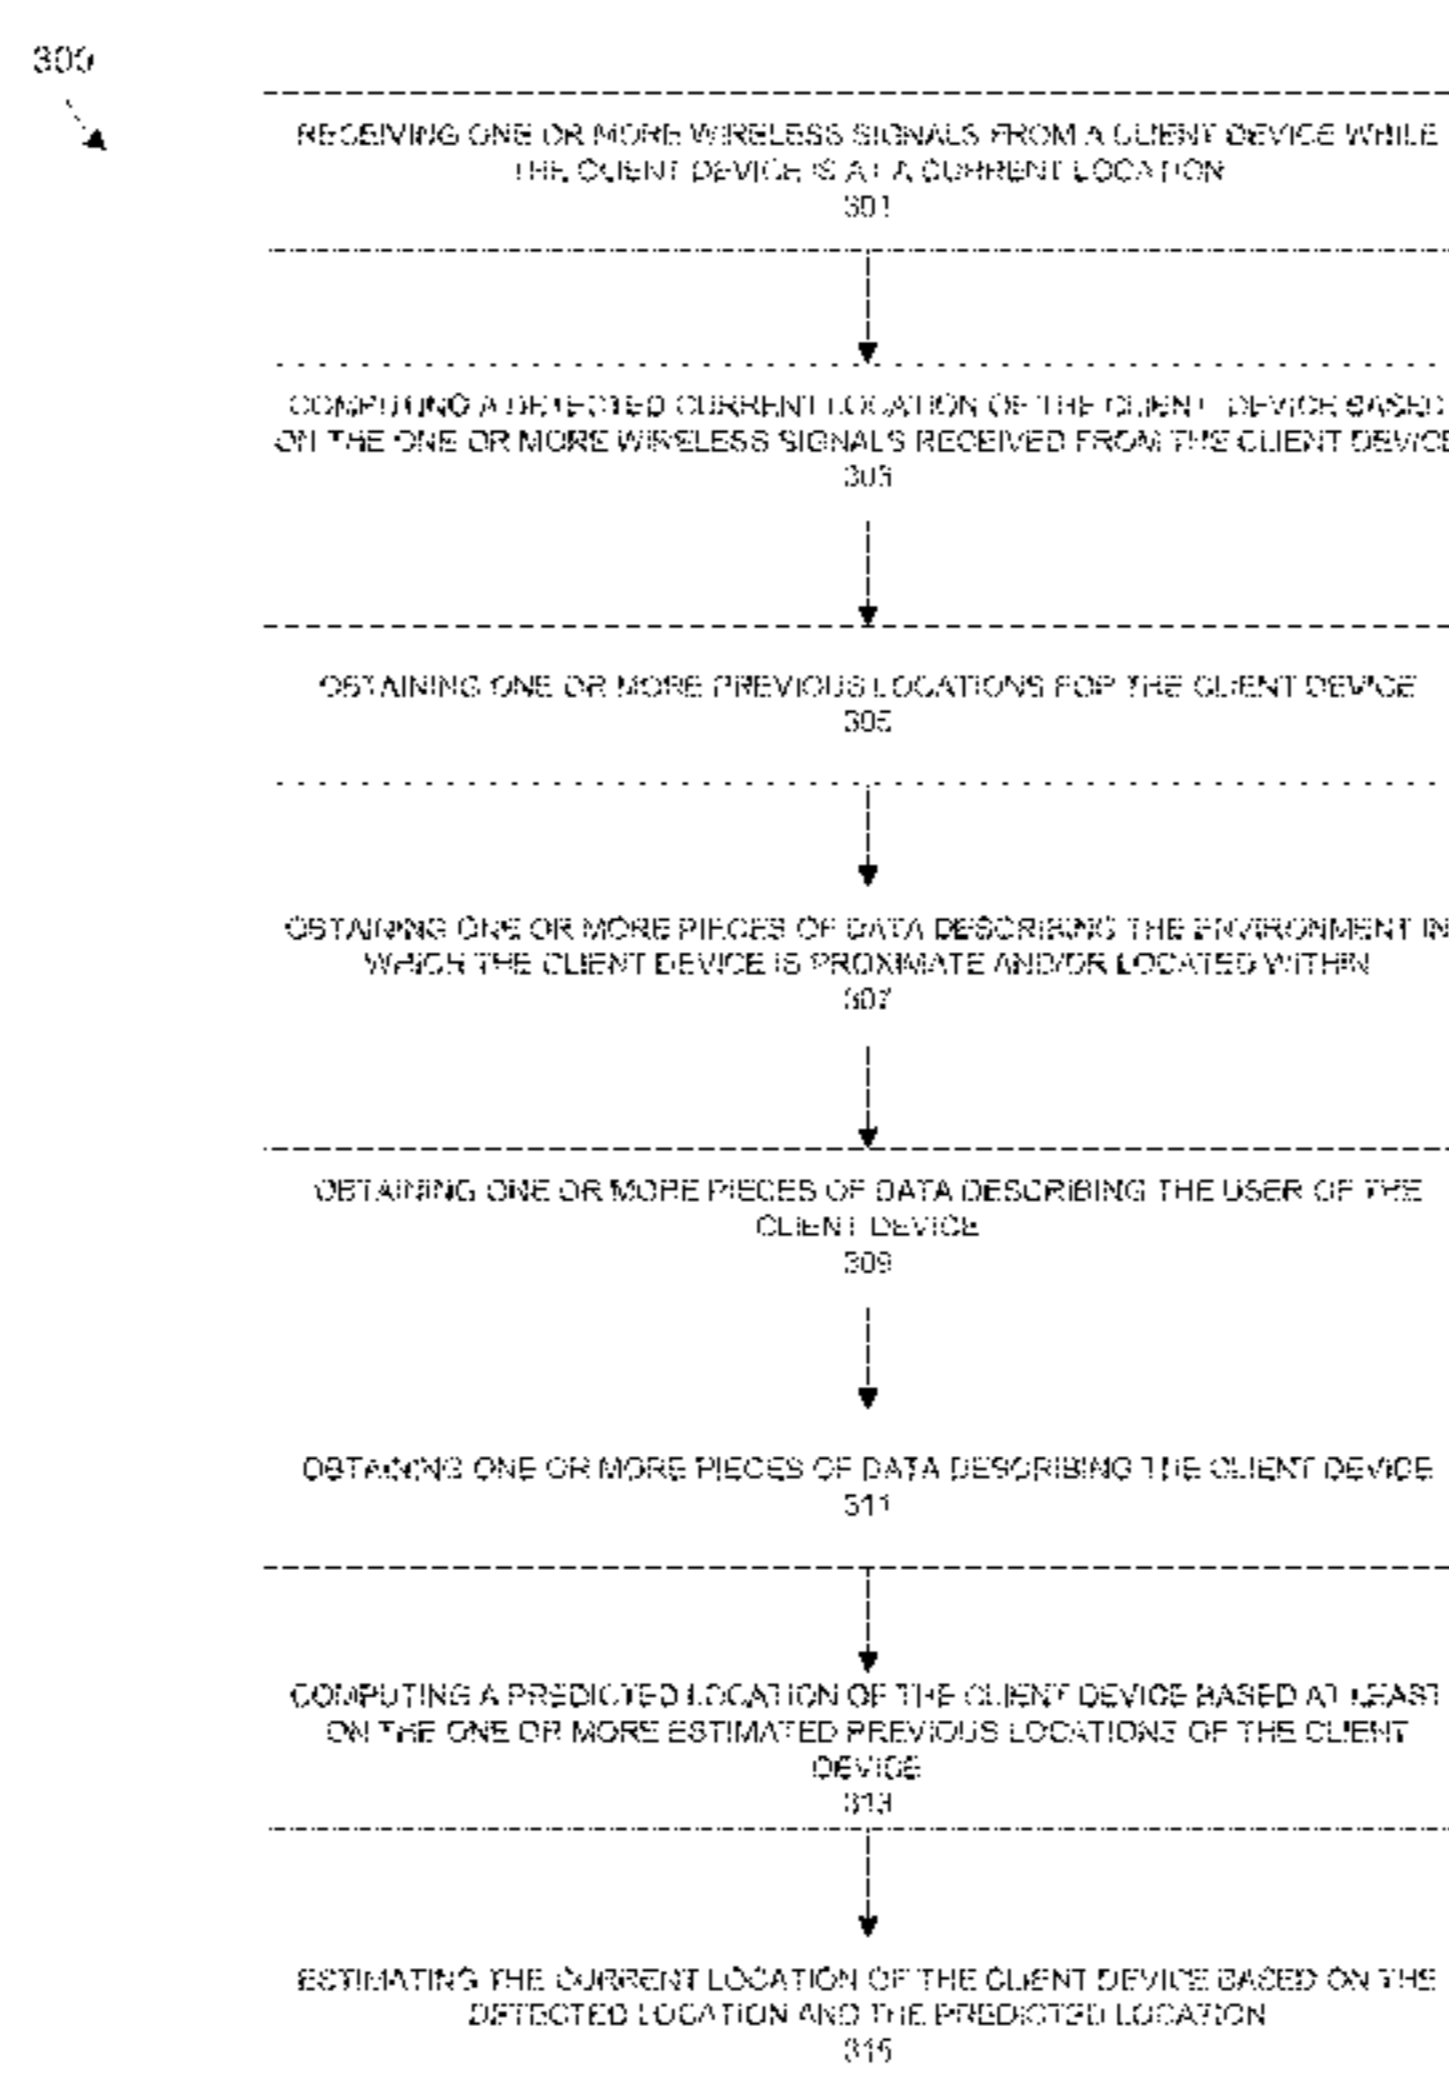 300
RECEIVING ONE OR MORE WIRELESS SIGNALS FROM A CLIENT DEVICE WHILE
THE CLIENT DEVICE IS AT A CURRENT LOCATION
301
COMPUTING A DETECTED CURRENT LOCATION OF THE CLIENT DEVICE BASED
ON THE ONE OR MORE WIRELESS SIGNALS RECEIVED FROM THE CLIENT DEVICE
303
OBTAINING ONE OR MORE PREVIOUS LOCATIONS FOR THE CLIENT DEVICE
305
OBTAINING ONE OR MORE PIECES OF DATA DESCRIBING THE ENVIRONMENT IN
WHICH THE CLIENT DEVICE IS PROXIMATE AND/OR LOCATED WITHIN
307
OBTAINING ONE OR MORE PIECES OF DATA DESCRIBING THE USER OF THE
CLIENT DEVICE
309
OBTAINING ONE OR MORE PIECES OF DATA DESCRIBING THE CLIENT DEVICE
311
COMPUTING A PREDICTED LOCATION OF THE CLIENT DEVICE BASED AT LEAST
ON THE ONE OR MORE ESTIMATED PREVIOUS LOCATIONS OF THE CLIENT
DEVICE
313
ESTIMATING THE CURRENT LOCATION OF THE CLIENT DEVICE BASED ON THE
DETECTED LOCATION AND THE PREDICTED LOCATION
315